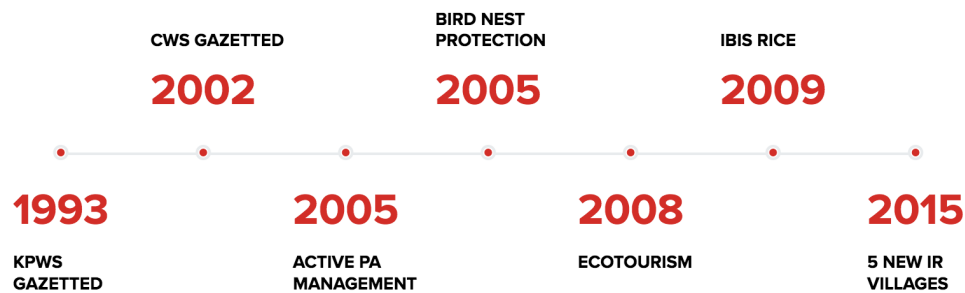 BIRD NEST
CWS GAZETTED
PROTECTION
IBIS RICE
2002
2005
2009
1993
2005
2008
2015
KPWS
GAZETTED
ACTIVE PA
MANAGEMENT
ECOTOURISM
5 NEW IR
VILLAGES